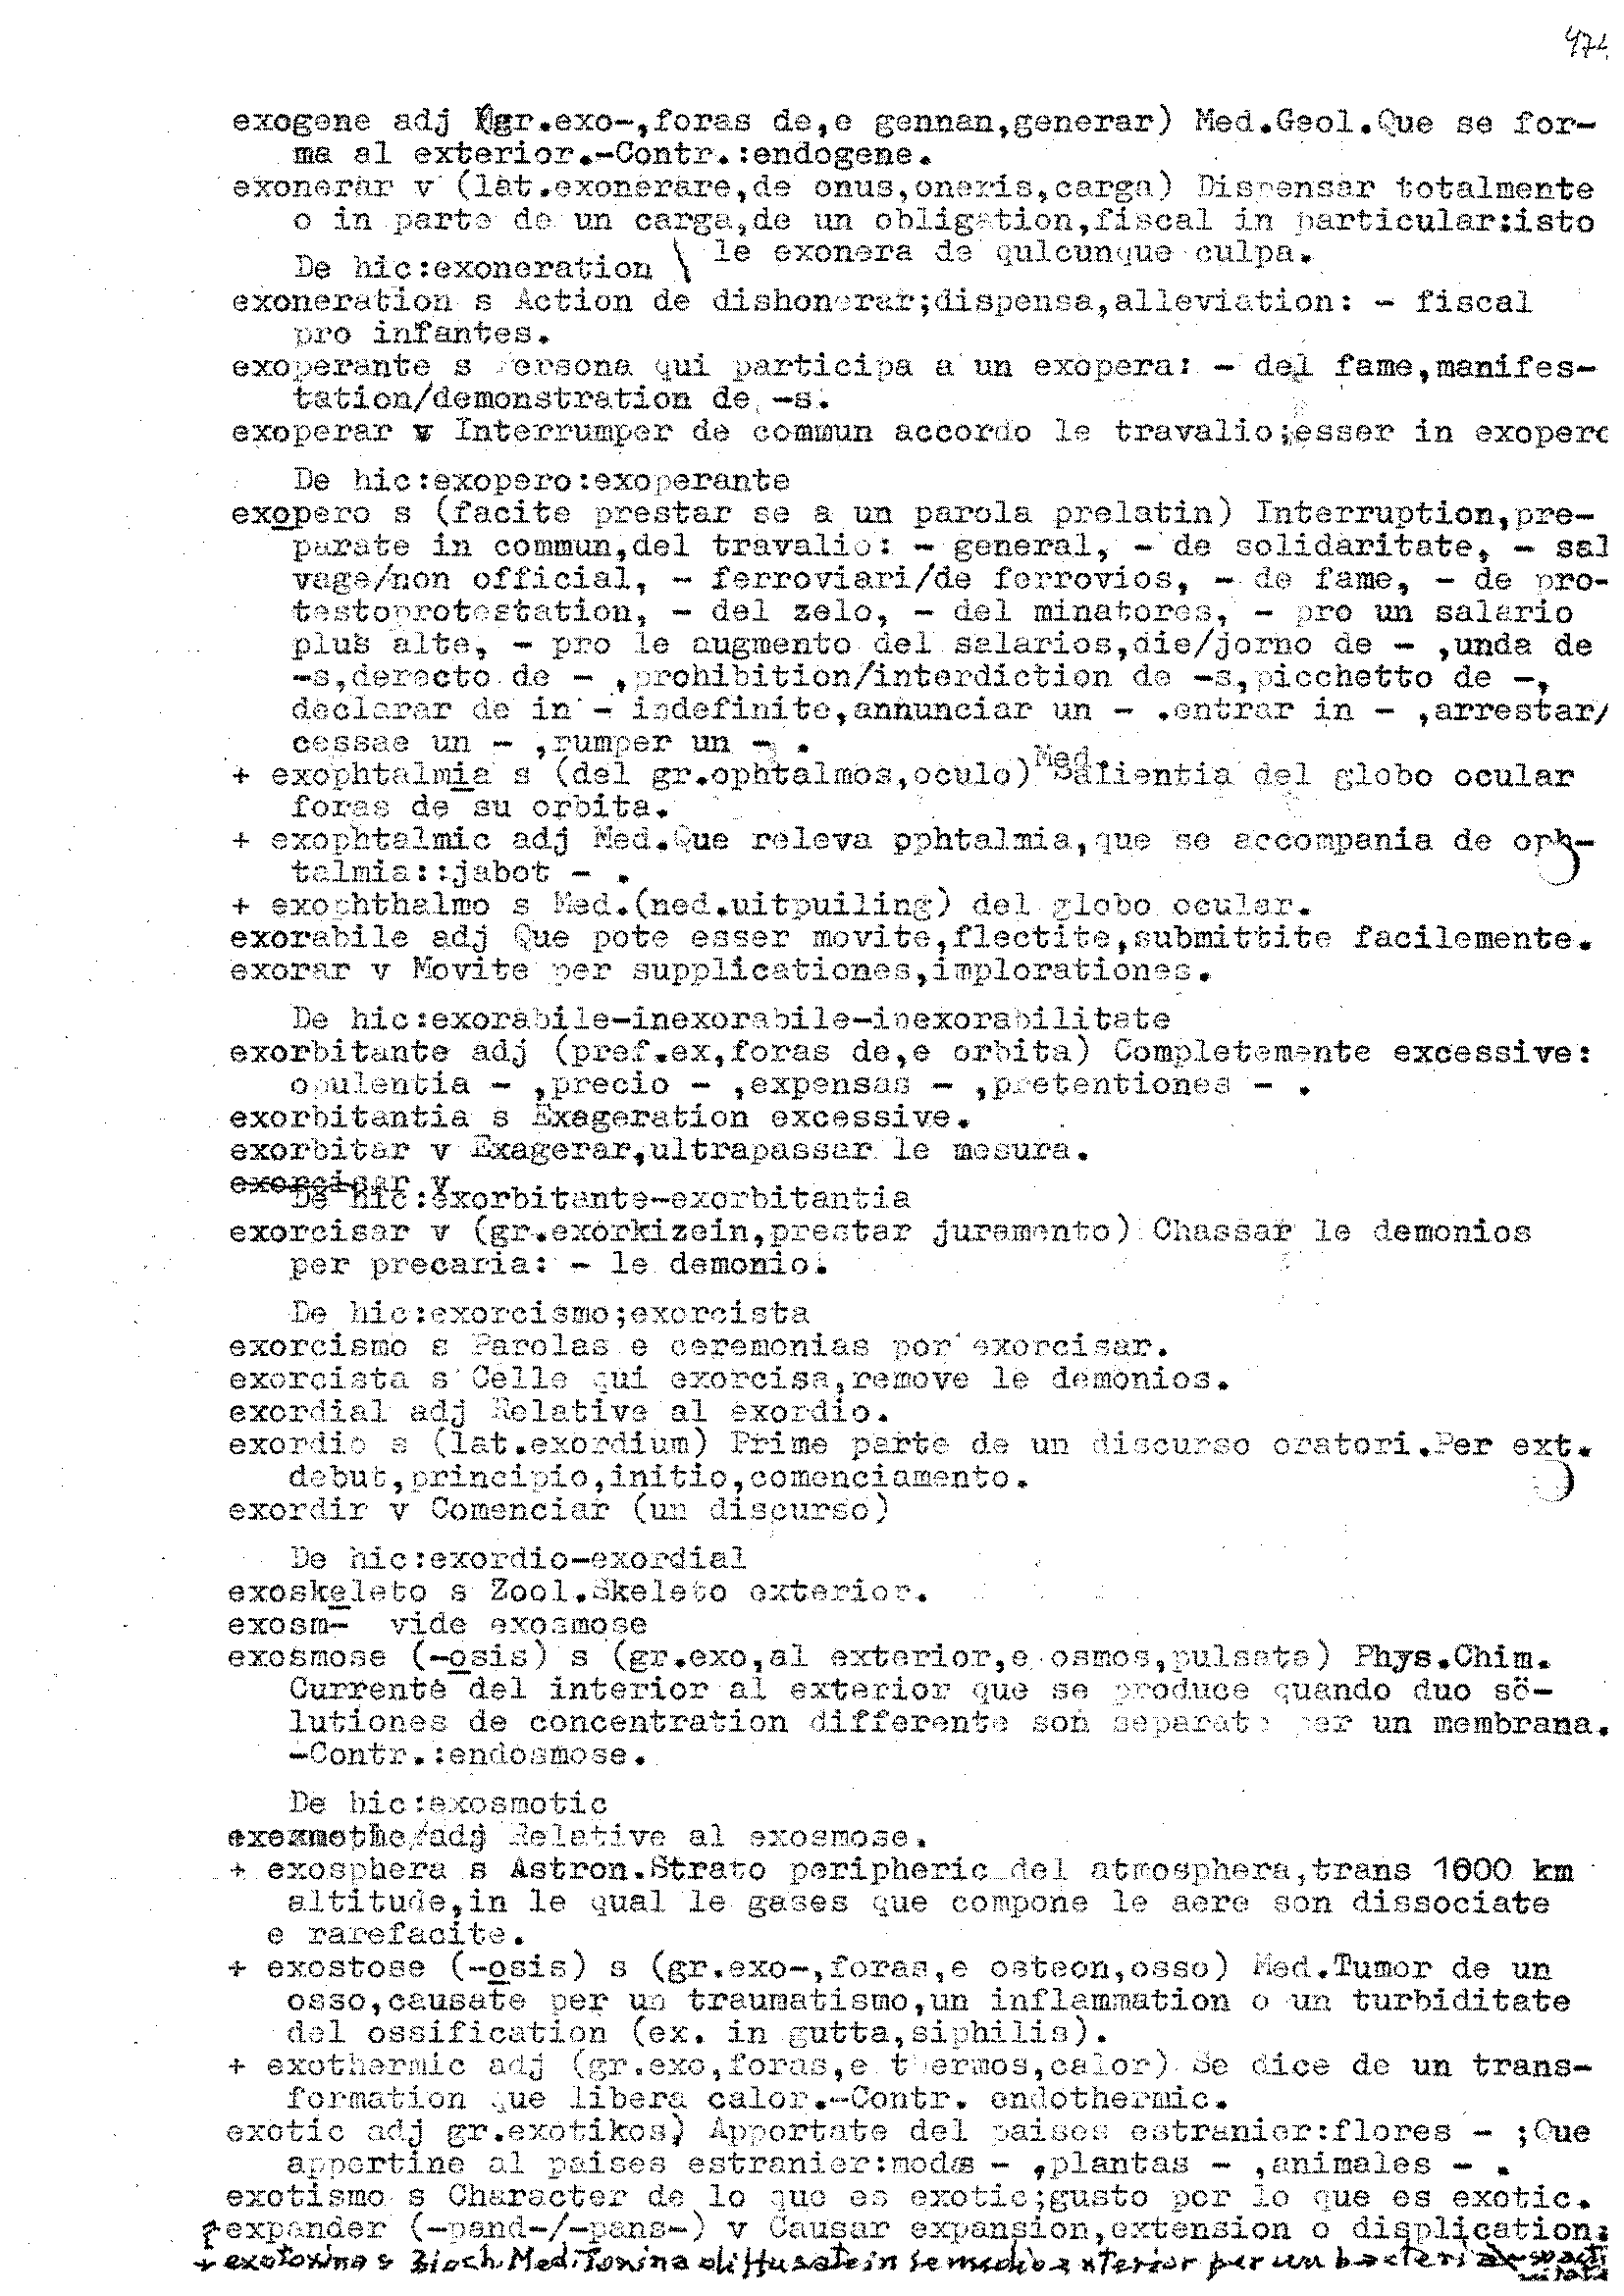 474
exogene adj (gr.exo-,foras de,e gennan,generar) Med.Geol.Que se for-
ma al exterior.-Contr.:endogene.
exonerar v (lat.exonerare,de onus,oneris,carga) Dispensar totalmente
o in parte de un carga,de un obligation,fiscal in particular:isto
le exonera de qulcunque culpa.
De hic:exoneration \
exoneration s Action de dishonerar;dispensa,alleviation: - fiscal
pro infantes.
exoperante s Persona qui participa a un exopera: - del fame,manifes-
tation/demonstration de -s.
exoperar v Interrumper de commun accordo le travalio;esser in exopero
De hic:exopero:exoperante
exopero s (facite prestar se a un parola prelatin) Interruption,pre-
parate in commun,del travalio: - general, - de solidaritate, - sal
vage/non official, - ferroviari/de ferrovios, - de fame, - de pro-
testoprotestation, - del zelo, - del minatores, - pro un salario
plus alte, - pro le augmento del salarios,die/jorno de - ,unda de
-s,derecto de - ,prohibition/interdiction de -s,picchetto de -,
declarar de in - indefinite,annunciar un - .entrar in - ,arrestar/
cessae un - ,rumper un - .
+ exophtalmia s (del gr.ophtalmos,oculo) Med. Salientia del globo ocular
foras de su orbita.
+ exophtalmic adj Med.Que releva ophtalmia,que se accompania de oph-
talmia::jabot - .
+ exophthalmo s Med.(ned.uitpuiling) del globo ocular.
exorabile adj Que pote esser movite,flectite,submittite facilemente.
exorar v Movite per supplicationes,implorationes.
De hic:exorabile-inexorabile-inexorabilitate
exorbitante adj (pref.ex,foras de,e orbita) Completemente excessive:
opulentia - ,precio - ,expensas - ,pretentiones - .
exorbitantia s Exageration excessive.
exorbitar v Exagerar,ultrapassar le mesura.
exorcisar v
De hic:exorbitante-exorbitantia
exorcisar v (gr.exorkizein,prestar juramento) Chassar le demonios
per precaria: - le demonio.
De hic:exorcismo;exorcista
exorcismo s Parolas e ceremonias por exorcisar.
exorcista s Celle qui exorcisa,remove le demonios.
exordial adj Relative al exordio.
exordio s (lat.exordium) Prime parte de un discurso oratori.Per ext.
debut,principio,initio,comenciamento.
exordir v Comenciar (un discurso)
De hic:exordio-exordial
exoskeleto s Zool.Skeleto exterior.
exosm- vide exosmose
exosmose (-osis) s (gr.exo,al exterior,e osmos,pulsate) Phys.Chim.
Currente del interior al exterior que se produce quando duo so-
lutiones de concentration differente son separate per un membrana.
-Contr.:endosmose.
De hic:exosmotic
adj Relative al exosmose.
+ exosphera s Astron.Strato peripheric del atmosphera,trans 1600 km
altitude,in le qual le gases que compone le aere son dissociate
e rarefacite.
+ exostose (-osis) s (gr.exo-,foras,e osteon,osso) Med.Tumor de un
osso,causate per un traumatismo,un inflammation o un turbiditate
del ossification (ex. in gutta,siphilis).
+ exothermic adj (gr.exo,foras,e thermos,calor) Se dice de un trans-
formation que libera calor.-Contr. endothermic.
exotic adj gr.exotikos) Apportate del paises estranier:flores - ;Que
appertine al paises estranier:modas - ,plantas - ,animales - .
exotismo s Character de lo que es exotic;gusto per lo que es exotic.
expander (-pand-/-pans-) v Causar expansion,extension o displication:
+ exotoxina s Bioch.Med.Toxina diffusate in le medio exterior per un bacteria